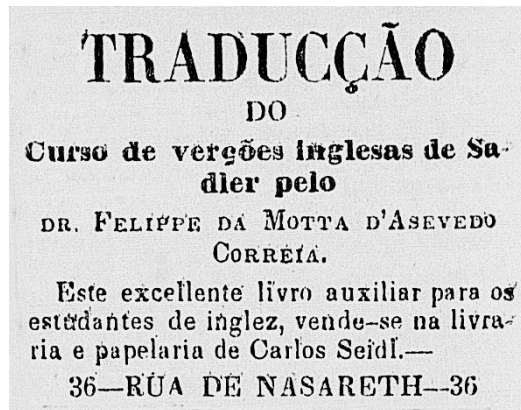 TRADUCÇÃO
DO
Curso de verções inglesas de Sa-
dler pelo
DR. FELIPPE DA MOTTA D'ASEVEDO
CORREIA.
Este excellente livro auxiliar para os
estudantes de inglez, vende-se na livra-
ria e papelaria de Carlos Seidl.—
36—RUA DE NASARETH—36